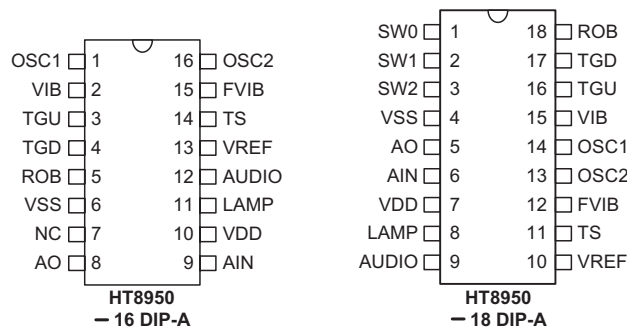 OSC1 1 16 OSC2
VIB 2 15 FVIB
TGU 3 14 TS
TGD 4 13 VREF
ROB 5 12 AUDIO
VSS 6 11 LAMP
NC 7 10 VDD
AO 8 9 AIN
HT8950
– 16 DIP-A
SW0 1 18 ROB
SW1 2 17 TGD
SW2 3 16 TGU
VSS 4 15 VIB
AO 5 14 OSC1
AIN 6 13 OSC2
VDD 7 12 FVIB
LAMP 8 11 TS
AUDIO 9 10 VREF
HT8950
– 18 DIP-A